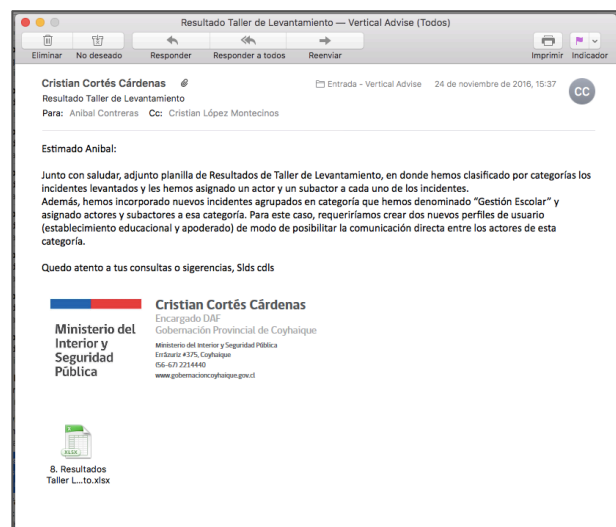 Resultado Taller de Levantamiento — Vertical Advise (Todos)
Eliminar No deseado Responder Responder a todos Reenviar Imprimir Indicador
Cristian Cortés Cárdenas Entrada - Vertical Advise 24 de noviembre de 2016, 15:37
CC
Resultado Taller de Levantamiento
Para: Anibal Contreras Cc: Cristian López Montecinos
Estimado Anibal:
Junto con saludar, adjunto planilla de Resultados de Taller de Levantamiento, en donde hemos clasificado por categorías los
incidentes levantados y les hemos asignado un actor y un subactor a cada uno de los incidentes.
Además, hemos incorporado nuevos incidentes agrupados en categoría que hemos denominado “Gestión Escolar” y
asignado actores y subactores a esa categoría. Para este caso, requeriríamos crear dos nuevos perfiles de usuario
(establecimiento educacional y apoderado) de modo de posibilitar la comunicación directa entre los actores de esta
categoría.
Quedo atento a tus consultas o sigerencias, Slds cdls
Cristian Cortés Cárdenas
Encargado DAF
Gobernación Provincial de Coyhaique
Ministerio del Interior y Seguridad Pública
Errázuriz #375, Coyhaique
(56-67) 2214440
www.gobernacioncoyhaique.gov.cl
Ministerio del
Interior y
Seguridad
Pública
XLSX
8. Resultados
Taller L...to.xlsx